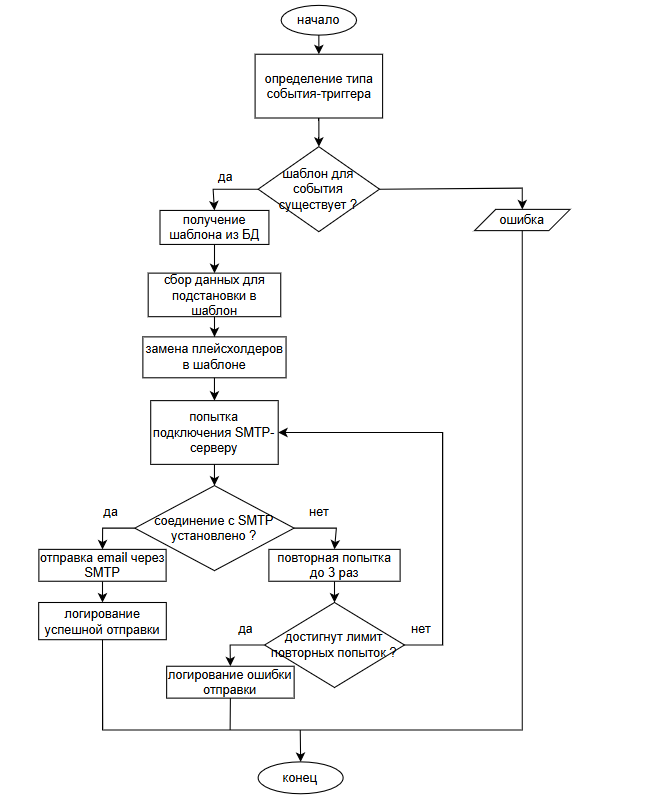 начало
определение типа
события-триггера
шаблон для
события
существует ?
да
получение
шаблона из БД
ошибка
сбор данных для
подстановки в
шаблон
замена плейсхолдеров
в шаблоне
попытка
подключения SMTP-
серверу
соединение с SMTP
установлено ?
да
нет
отправка email через
SMTP
повторная попытка
до 3 раз
логирование
успешной отправки
достигнут лимит
повторных попыток ?
да
нет
логирование ошибки
отправки
конец